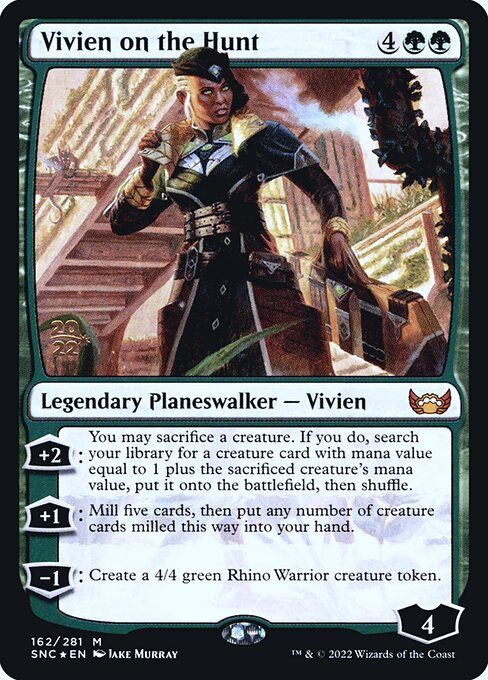 Vivien on the Hunt 4
20
22
Legendary Planeswalker — Vivien
+2: You may sacrifice a creature. If you do, search
your library for a creature card with mana value
equal to 1 plus the sacrificed creature's mana
value, put it onto the battlefield, then shuffle.
+1: Mill five cards, then put any number of creature
cards milled this way into your hand.
−1: Create a 4/4 green Rhino Warrior creature token.
4
162/281 M
SNC ★ EN Jake Murray
™ & © 2022 Wizards of the Coast